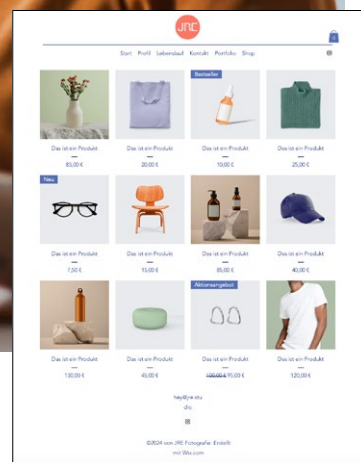 JRE
Start Profil Lebenslauf Kontakt Portfolio Shop
Bestseller
Das ist ein Produkt Das ist ein Produkt Das ist ein Produkt Das ist ein Produkt
85,00 € 20,00 € 10,00 € 25,00 €
Neu
Das ist ein Produkt Das ist ein Produkt Das ist ein Produkt Das ist ein Produkt
7,50 € 15,00 € 85,00 € 40,00 €
Aktionsangebot
Das ist ein Produkt Das ist ein Produkt Das ist ein Produkt Das ist ein Produkt
130,00 € 45,00 € 100,00 € 95,00 € 120,00 €
hey@jre.stu
dio
©2024 von JRE Fotografie. Erstellt
mit Wix.com